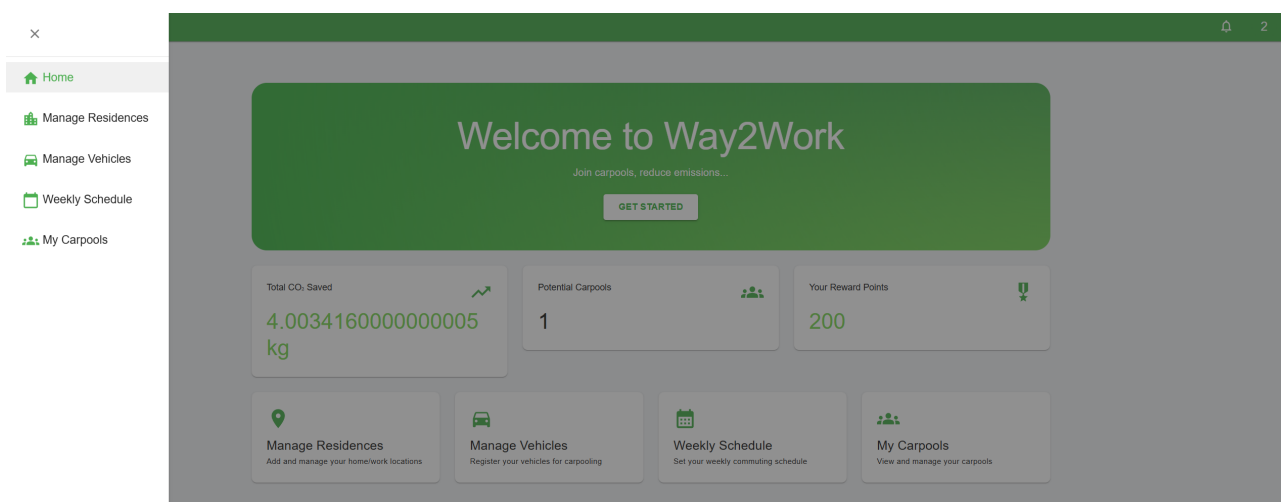 2
Home
Manage Residences
Manage Vehicles
Weekly Schedule
My Carpools
Welcome to Way2Work
Join carpools, reduce emissions...
GET STARTED
Total CO₂ Saved
4.0034160000000005
kg
Potential Carpools
1
Your Reward Points
200
Manage Residences
Add and manage your home/work locations
Manage Vehicles
Register your vehicles for carpooling
Weekly Schedule
Set your weekly commuting schedule
My Carpools
View and manage your carpools